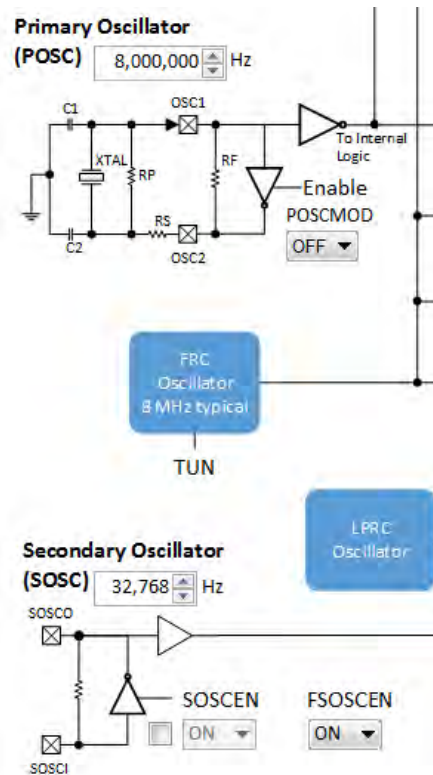 Primary Oscillator
(POSC) 8,000,000 Hz
C1
OSC1
XTAL
RP
RF
To Internal
Logic
Enable
POSCMOD
OFF
C2
RS
OSC2
FRC
Oscillator
8 MHz typical
TUN
LPRC
Oscillator
Secondary Oscillator
(SOSC) 32,768 Hz
SOSCO
SOSCEN FSOSCEN
ON ON
SOSCI